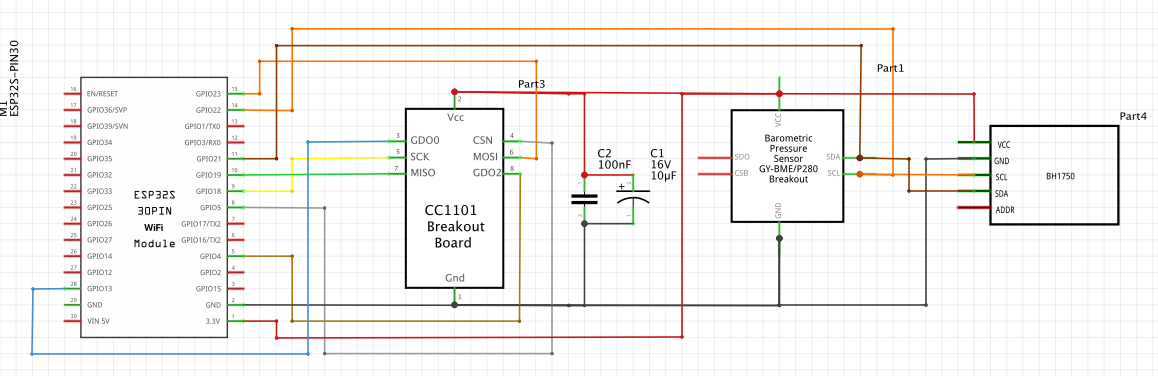 M1
ESP32S-PIN30
16 EN/RESET
17 GPIO36/SVP
18 GPIO39/SVN
19 GPIO34
20 GPIO35
21 GPIO32
22 GPIO33
23 GPIO25
24 GPIO26
25 GPIO27
26 GPIO14
27 GPIO12
28 GPIO13
29 GND
30 VIN 5V
ESP32S
30PIN
WiFi
Module
GPIO23 15
GPIO22 14
GPIO1/TX0 13
GPIO3/RX0 12
GPIO21 11
GPIO19 10
GPIO18 9
GPIO5 8
GPIO17/TX2 7
GPIO16/TX2 6
GPIO4 5
GPIO2 4
GPIO15 3
GND 2
3.3V 1
Part3
2
Vcc
3 GDO0
5 SCK
7 MISO
CSN 4
MOSI 6
GDO2 8
CC1101
Breakout
Board
Gnd
1
C2
100nF
1
2
C1
16V
10µF
+
2
1
Part1
VCC
Barometric
Pressure
Sensor
GY-BME/P280
Breakout
SDO
CSB
SDA
SCL
GND
Part4
VCC
GND
SCL
SDA
ADDR
BH1750